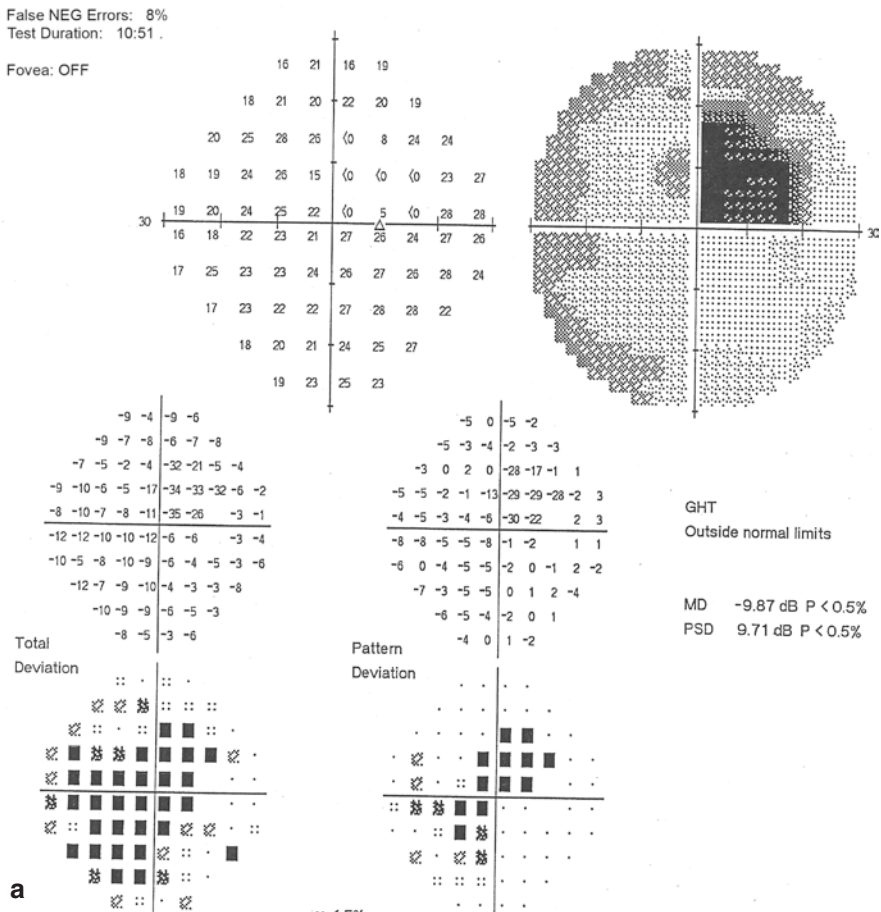 False NEG Errors: 8%
Test Duration: 10:51 .
Fovea: OFF
16 21 16 19
18 21 20 22 20 19
20 25 28 26 ⟨0 8 24 24
18 19 24 26 15 ⟨0 ⟨0 ⟨0 23 27
19 20 24 25 22 ⟨0 5 ⟨0 28 28
30 30
16 18 22 23 21 27 26 24 27 26
17 25 23 23 24 26 27 26 28 24
17 23 22 22 27 28 28 22
18 20 21 24 25 27
19 23 25 23
-9 -4 -9 -6
-9 -7 -8 -6 -7 -8
-7 -5 -2 -4 -32 -21 -5 -4
-9 -10 -6 -5 -17 -34 -33 -32 -6 -2
-8 -10 -7 -8 -11 -35 -26 -3 -1
-12 -12 -10 -10 -12 -6 -6 -3 -4
-10 -5 -8 -10 -9 -6 -4 -5 -3 -6
-12 -7 -9 -10 -4 -3 -3 -8
-10 -9 -9 -6 -5 -3
-8 -5 -3 -6
Total
Deviation
-5 0 -5 -2
-5 -3 -4 -2 -3 -3
-3 0 2 0 -28 -17 -1 1
-5 -5 -2 -1 -13 -29 -29 -28 -2 3
-4 -5 -3 -4 -6 -30 -22 2 3
-8 -8 -5 -5 -8 -1 -2 1 1
-6 0 -4 -5 -5 -2 0 -1 2 -2
-7 -3 -5 -5 0 1 2 -4
-6 -5 -4 -2 0 1
-4 0 1 -2
Pattern
Deviation
GHT
Outside normal limits
MD -9.87 dB P < 0.5%
PSD 9.71 dB P < 0.5%
a